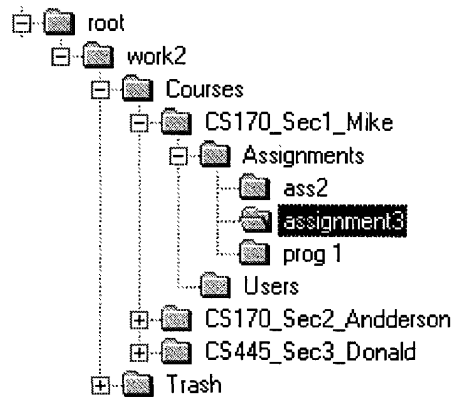 root
work2
Courses
CS170_Sec1_Mike
Assignments
ass2
assignment3
prog 1
Users
CS170_Sec2_Andderson
CS445_Sec3_Donald
Trash